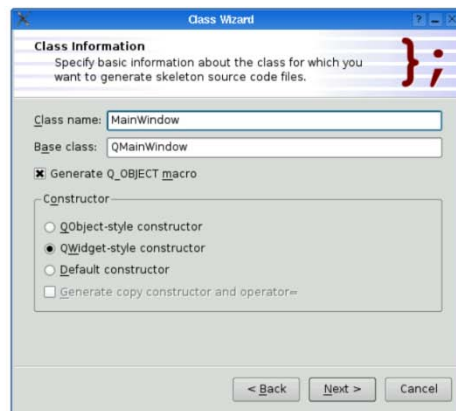 Class Wizard
Class Information
Specify basic information about the class for which you
want to generate skeleton source code files.
};
Class name: MainWindow
Base class: QMainWindow
Generate Q_OBJECT macro
Constructor
QObject-style constructor
QWidget-style constructor
Default constructor
Generate copy constructor and operator=
< Back Next > Cancel